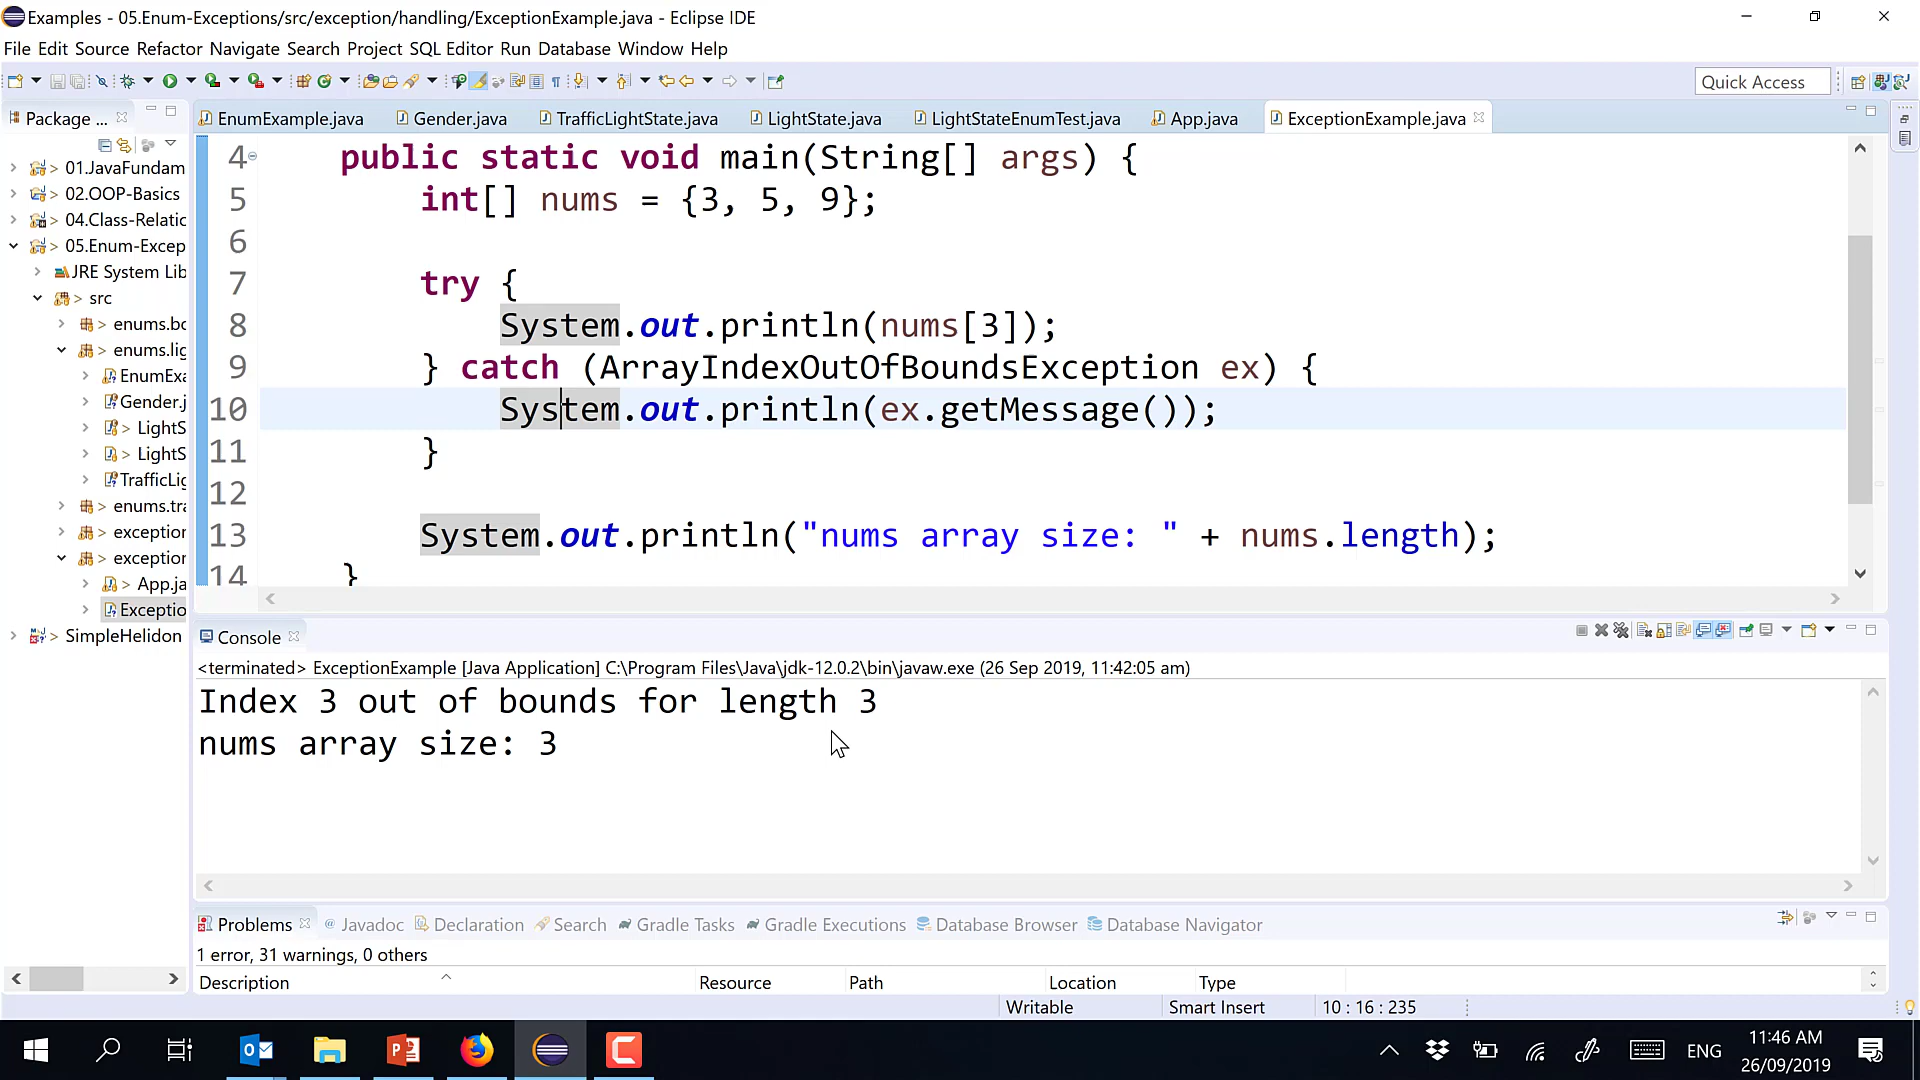 Examples - 05.Enum-Exceptions/src/exception/handling/ExceptionExample.java - Eclipse IDE
File Edit Source Refactor Navigate Search Project SQL Editor Run Database Window Help
Quick Access
Package ...
EnumExample.java Gender.java TrafficLightState.java LightState.java LightStateEnumTest.java App.java ExceptionExample.java
> 01.JavaFundam
> 02.OOP-Basics
> 04.Class-Relatio
> 05.Enum-Excep
JRE System Lib
> src
> enums.bo
> enums.lig
EnumExa
Gender.j
> LightS
> LightS
TrafficLig
> enums.tra
> exception
> exception
> App.ja
Exceptio
> SimpleHelidon
4 public static void main(String[] args) {
5 int[] nums = {3, 5, 9};
6
7 try {
8 System.out.println(nums[3]);
9 } catch (ArrayIndexOutOfBoundsException ex) {
10 System.out.println(ex.getMessage());
11 }
12
13 System.out.println("nums array size: " + nums.length);
14 }
Console
<terminated> ExceptionExample [Java Application] C:\Program Files\Java\jdk-12.0.2\bin\javaw.exe (26 Sep 2019, 11:42:05 am)
Index 3 out of bounds for length 3
nums array size: 3
Problems @ Javadoc Declaration Search Gradle Tasks Gradle Executions Database Browser Database Navigator
1 error, 31 warnings, 0 others
Description Resource Path Location Type
Writable Smart Insert 10 : 16 : 235
ENG
11:46 AM
26/09/2019